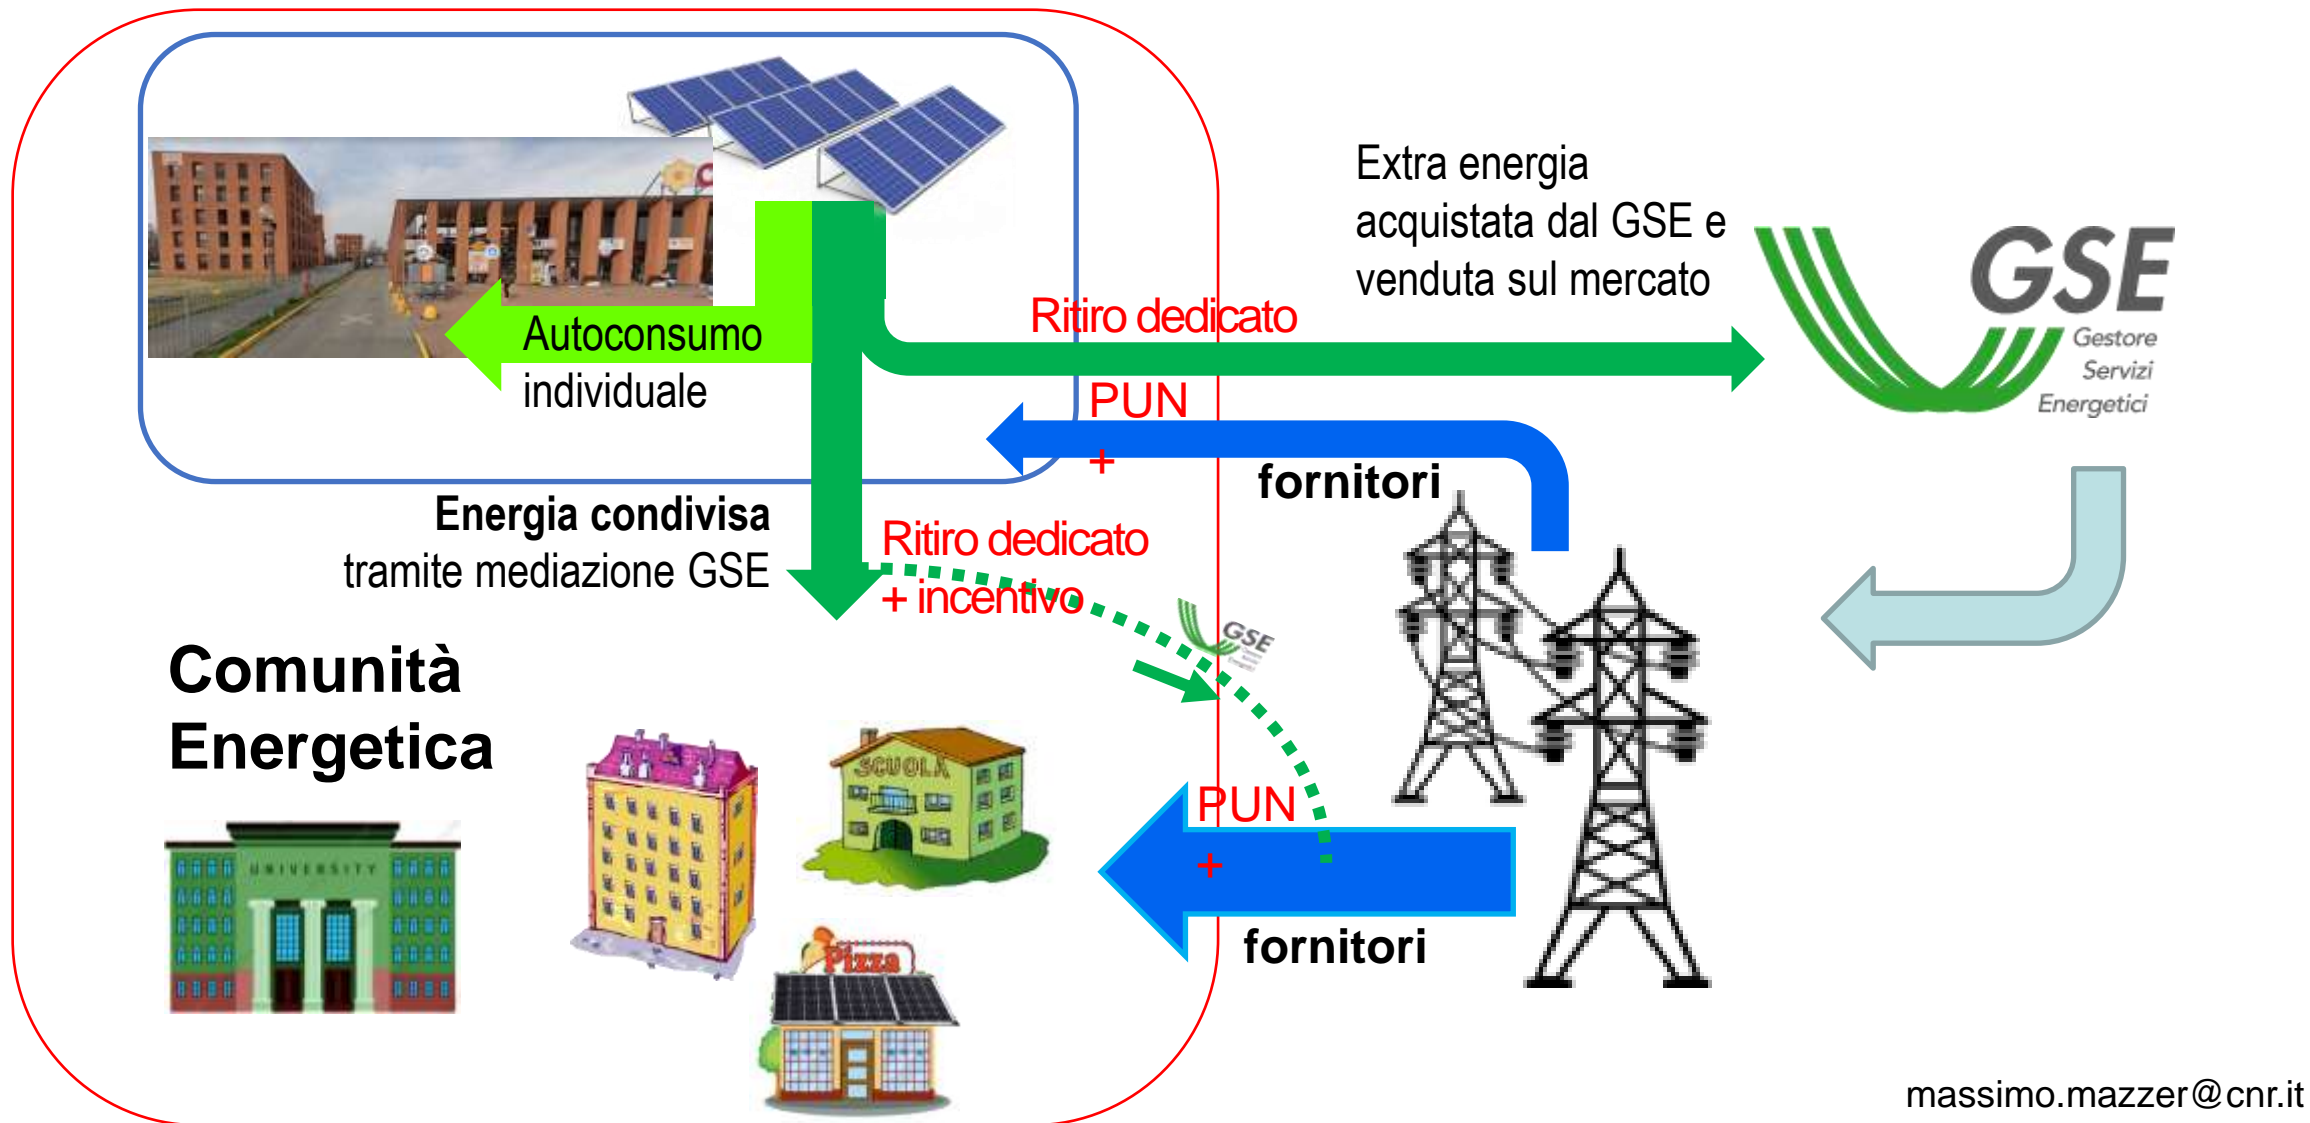 Extra energia
acquistata dal GSE e
venduta sul mercato
GSE
Gestore
Servizi
Energetici
Ritiro dedicato
Autoconsumo
individuale
PUN
+
fornitori
Energia condivisa
tramite mediazione GSE
Ritiro dedicato
+ incentivo
GSE
Comunità
Energetica
SCUOLA
UNIVERSITY
PUN
+
fornitori
Pizza
massimo.mazzer@cnr.it